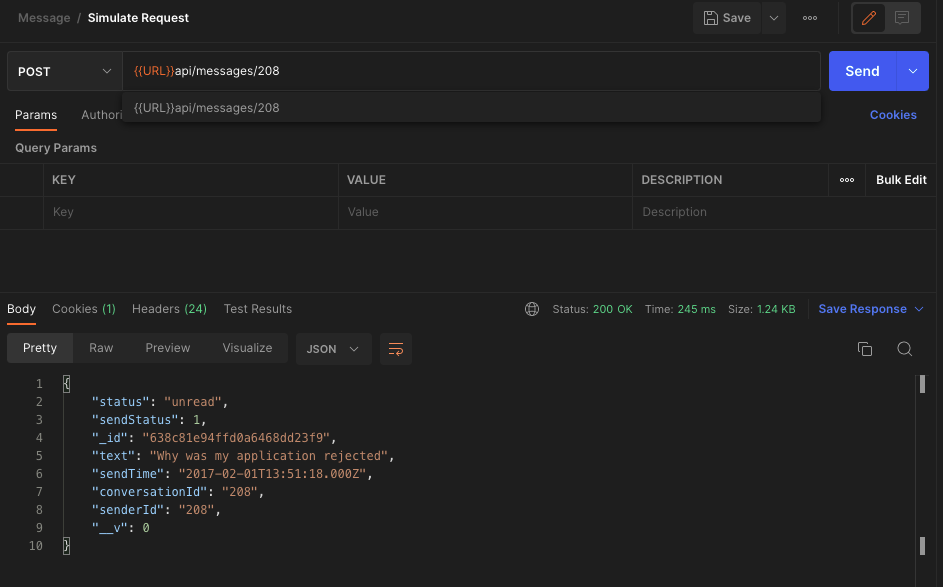 Message / Simulate Request
Save
POST
{{URL}}api/messages/208
Send
{{URL}}api/messages/208
Params
Authori
Cookies
Query Params
KEY VALUE DESCRIPTION Bulk Edit
Key Value Description
Body Cookies (1) Headers (24) Test Results
Status: 200 OK Time: 245 ms Size: 1.24 KB Save Response
Pretty Raw Preview Visualize JSON
1 {
2 "status": "unread",
3 "sendStatus": 1,
4 "_id": "638c81e94ffd0a6468dd23f9",
5 "text": "Why was my application rejected",
6 "sendTime": "2017-02-01T13:51:18.000Z",
7 "conversationId": "208",
8 "senderId": "208",
9 "__v": 0
10 }